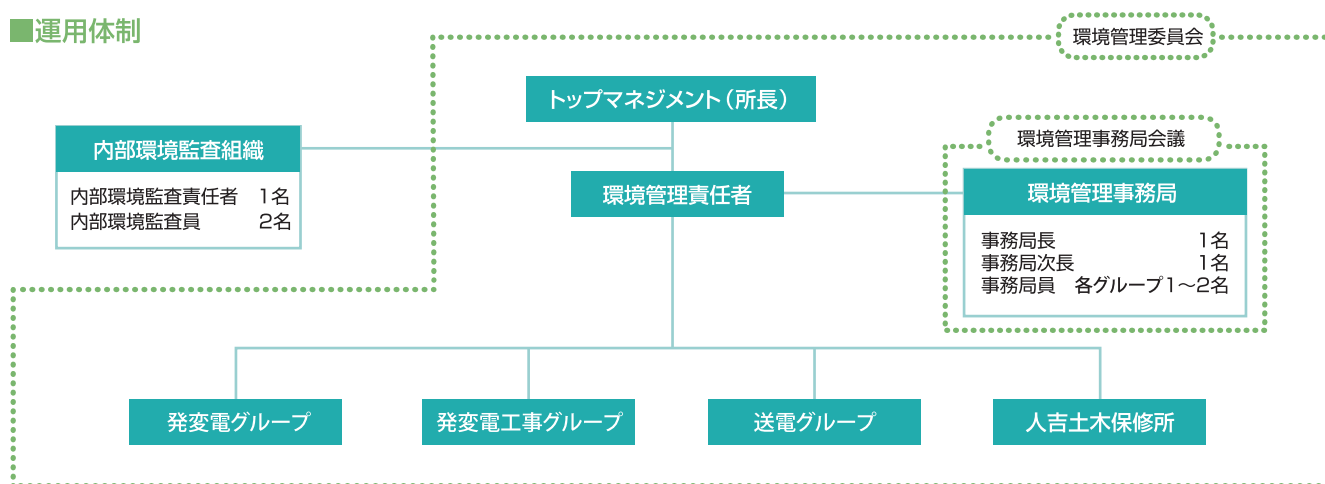 ■運用体制
環境管理委員会
トップマネジメント（所長）
内部環境監査組織
内部環境監査責任者　1名
内部環境監査員　2名
環境管理責任者
環境管理事務局会議
環境管理事務局
事務局長　1名
事務局次長　1名
事務局員　各グループ1～2名
発変電グループ
発変電工事グループ
送電グループ
人吉土木保修所